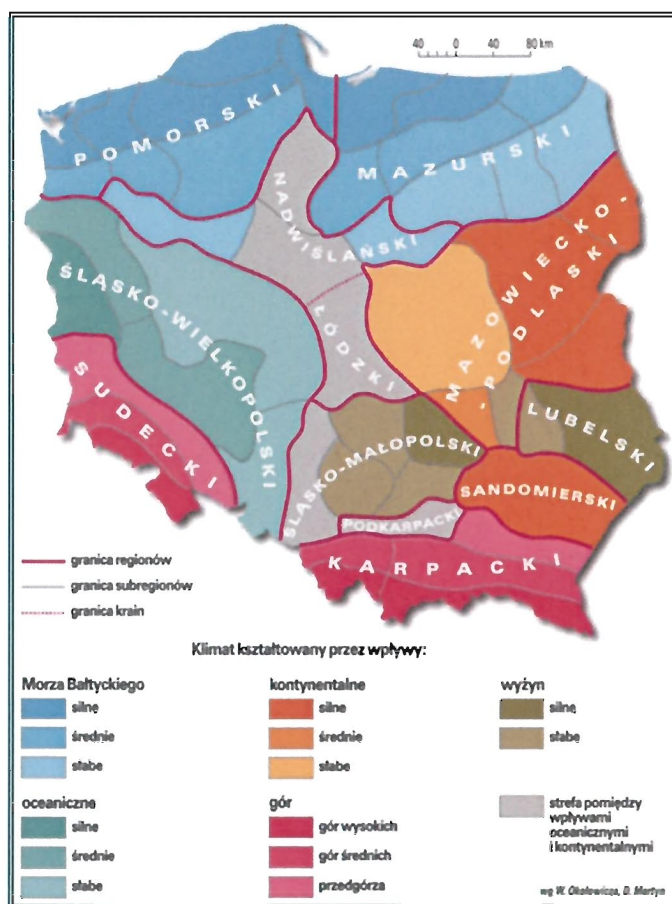 40 0 40 80 km
POMORSKI
MAZURSKI
NADWIŚLAŃSKI
MAZOWIECKO-
-PODLASKI
ŚLĄSKO-WIELKOPOLSKI
ŁÓDZKI
SUDECKI
LUBELSKI
ŚLĄSKO-MAŁOPOLSKI
SANDOMIERSKI
PODKARPACKI
KARPACKI
granica regionów
granica subregionów
granica krain
Klimat kształtowany przez wpływy:
Morza Bałtyckiego
silne
średnie
słabe
oceaniczne
silne
średnie
słabe
kontynentalne
silne
średnie
słabe
gór
gór wysokich
gór średnich
przedgórza
wyżyn
silne
słabe
strefa pomiędzy
wpływami
oceanicznymi
i kontynentalnymi
wg W. Okołowicza, D. Martyn